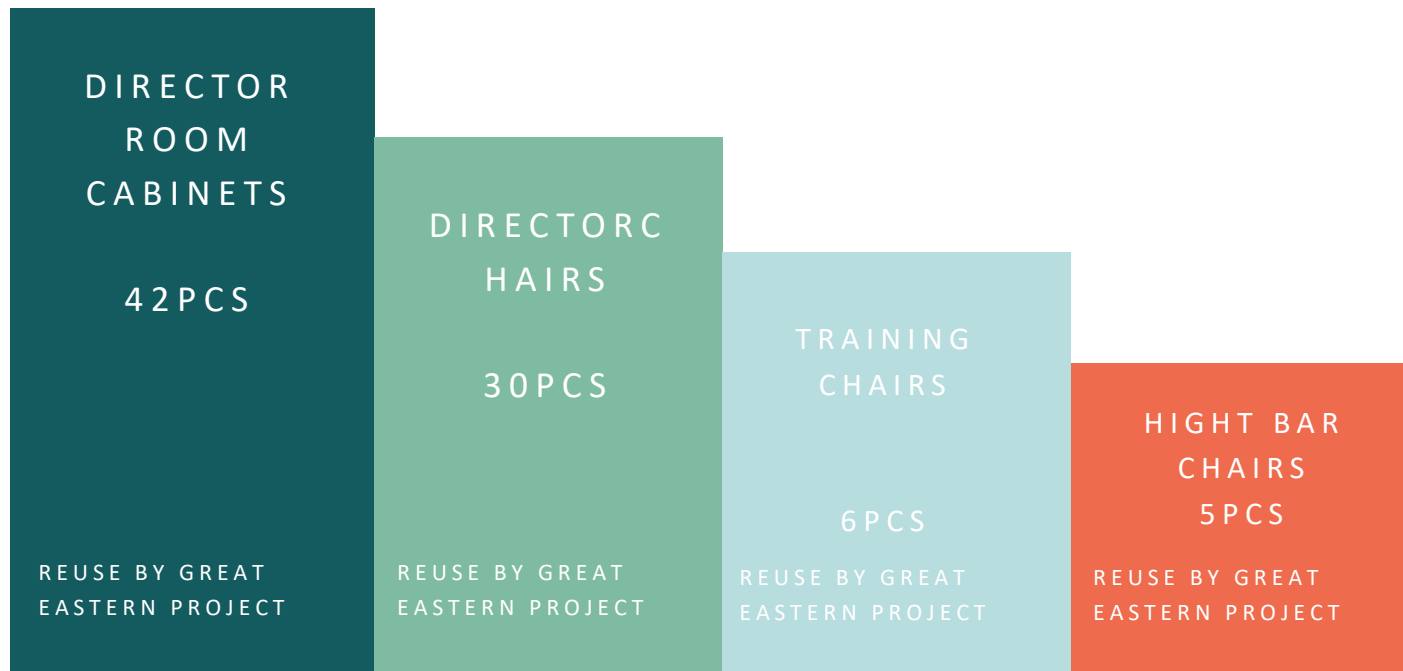 DIRECTOR
ROOM
CABINETS
42PCS
REUSE BY GREAT
EASTERN PROJECT
DIRECTORC
HAIRS
30PCS
REUSE BY GREAT
EASTERN PROJECT
TRAINING
CHAIRS
6PCS
REUSE BY GREAT
EASTERN PROJECT
HIGHT BAR
CHAIRS
5PCS
REUSE BY GREAT
EASTERN PROJECT